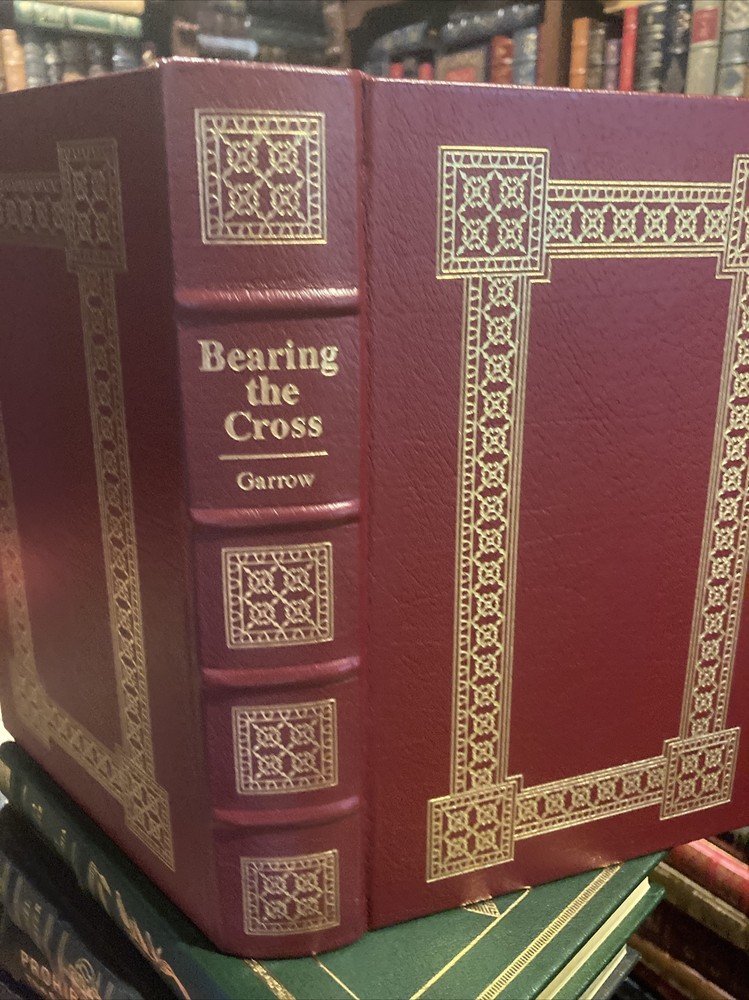 Bearing
the
Cross
Garrow